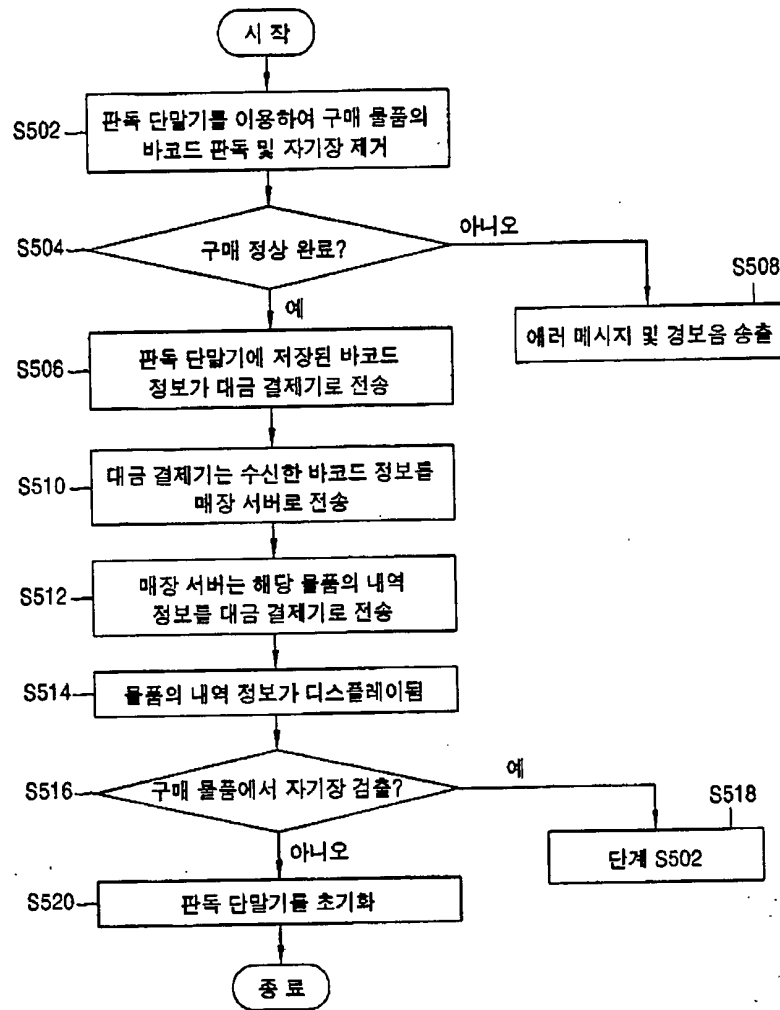 시 작
S502
판독 단말기를 이용하여 구매 물품의
바코드 판독 및 자기장 제거
S504
구매 정상 완료?
아니오
예
S508
에러 메시지 및 경보음 송출
S506
판독 단말기에 저장된 바코드
정보가 대금 결제기로 전송
S510
대금 결제기는 수신한 바코드 정보를
매장 서버로 전송
S512
매장 서버는 해당 물품의 내역
정보를 대금 결제기로 전송
S514
물품의 내역 정보가 디스플레이됨
S516
구매 물품에서 자기장 검출?
예
S518
단계 S502
아니오
S520
판독 단말기를 초기화
종 료